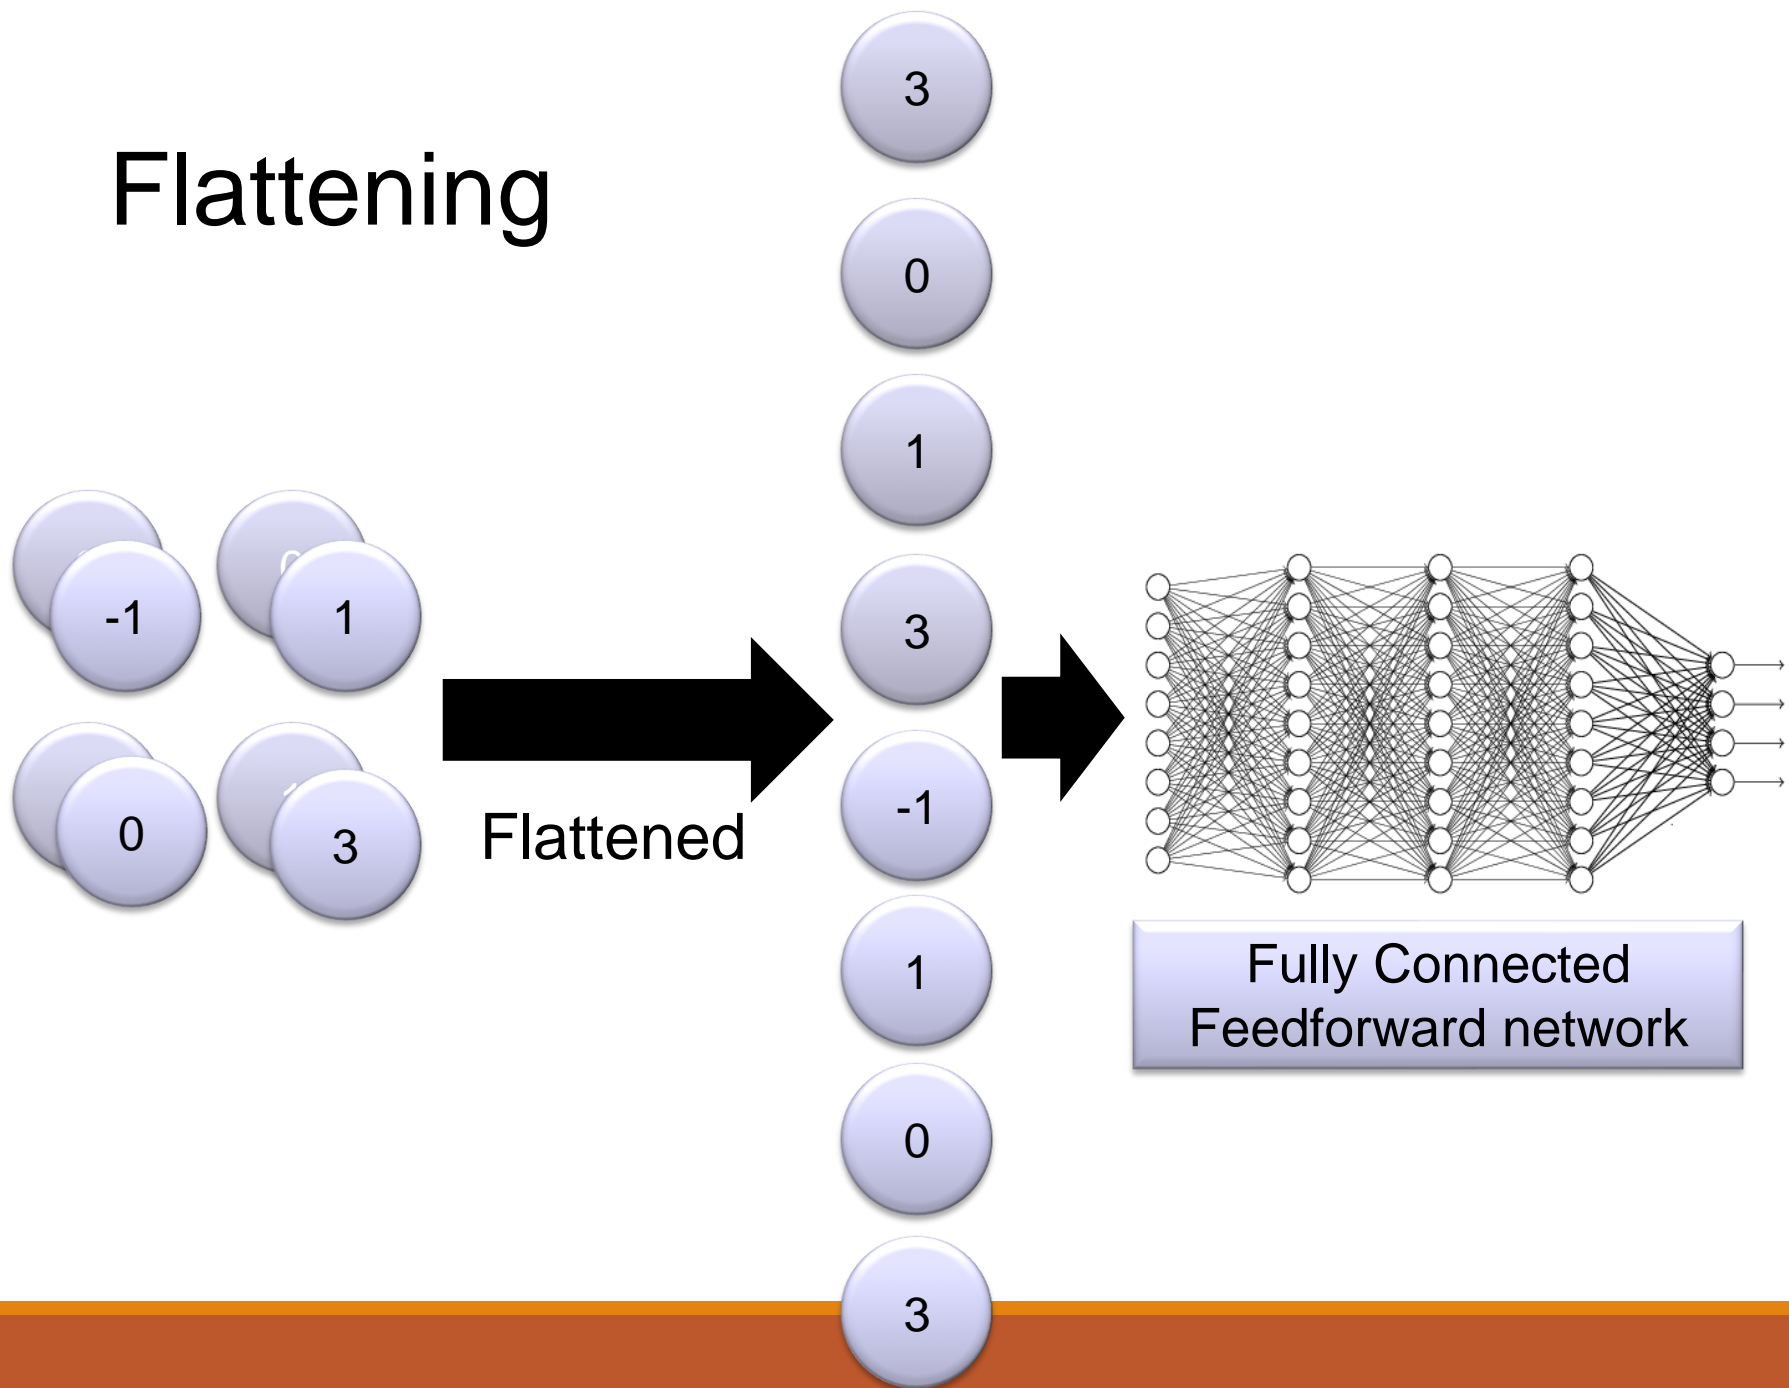 Flattening
3
0
1
3
-1
1
0
3
-1 1
0 3
Flattened
Fully Connected
Feedforward network